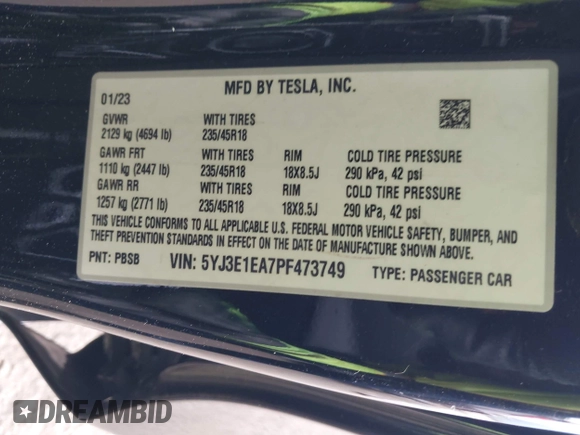 MFD BY TESLA, INC.
01/23
GVWR WITH TIRES
2129 kg (4694 lb) 235/45R18
GAWR FRT WITH TIRES RIM COLD TIRE PRESSURE
1110 kg (2447 lb) 235/45R18 18X8.5J 290 kPa, 42 psi
GAWR RR WITH TIRES RIM COLD TIRE PRESSURE
1257 kg (2771 lb) 235/45R18 18X8.5J 290 kPa, 42 psi
THIS VEHICLE CONFORMS TO ALL APPLICABLE U.S. FEDERAL MOTOR VEHICLE SAFETY, BUMPER, AND
THEFT PREVENTION STANDARDS IN EFFECT ON THE DATE OF MANUFACTURE SHOWN ABOVE.
PNT: PBSB VIN: 5YJ3E1EA7PF473749 TYPE: PASSENGER CAR
DREAMBID